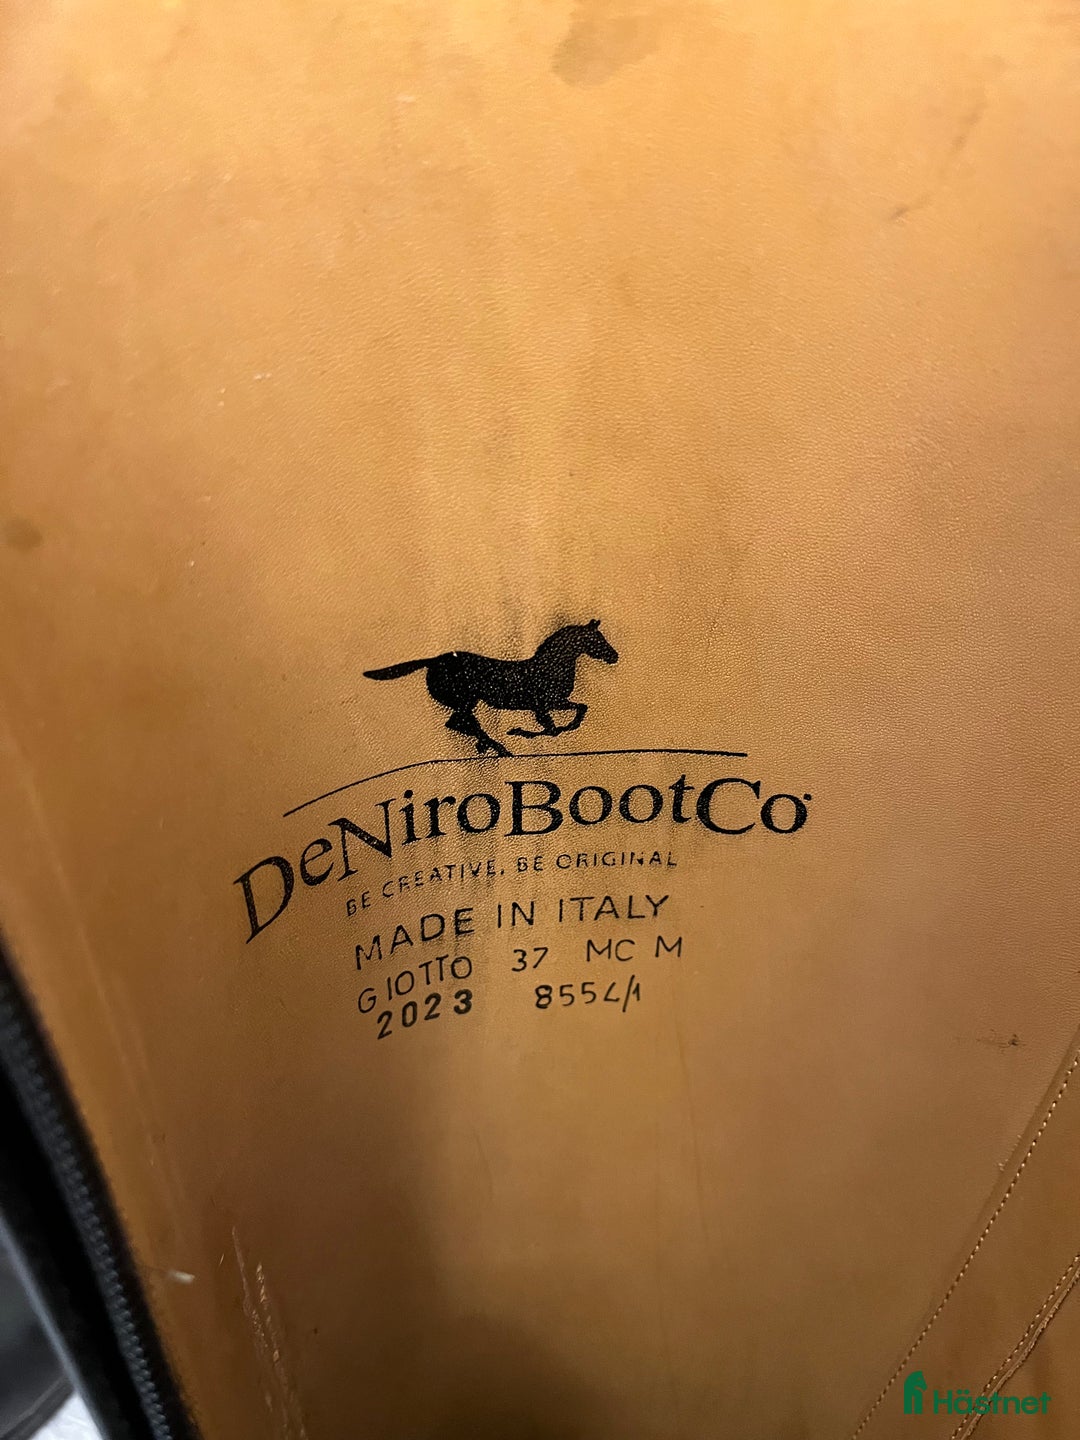 DeNiroBootCo
BE CREATIVE, BE ORIGINAL
MADE IN ITALY
GIOTTO 37 MC M
2023 8554/1
Hästnet